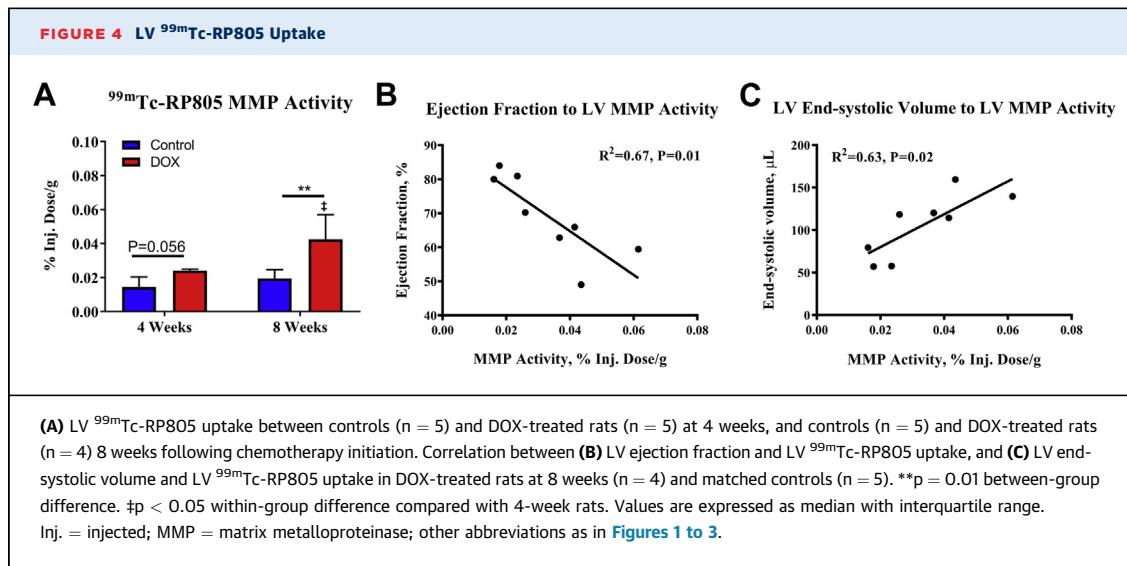 FIGURE 4 LV ⁹⁹ᵐTc-RP805 Uptake
A
⁹⁹ᵐTc-RP805 MMP Activity
% Inj. Dose/g
0.10
0.08
0.06
0.04
0.02
0.00
Control
DOX
P=0.056
**
‡
4 Weeks
8 Weeks
B
Ejection Fraction to LV MMP Activity
R²=0.67, P=0.01
Ejection Fraction, %
90
80
70
60
50
40
0.00 0.02 0.04 0.06 0.08
MMP Activity, % Inj. Dose/g
C
LV End-systolic Volume to LV MMP Activity
R²=0.63, P=0.02
End-systolic volume, µL
200
150
100
50
0
0.00 0.02 0.04 0.06 0.08
MMP Activity, % Inj. Dose/g
(A) LV ⁹⁹ᵐTc-RP805 uptake between controls (n = 5) and DOX-treated rats (n = 5) at 4 weeks, and controls (n = 5) and DOX-treated rats
(n = 4) 8 weeks following chemotherapy initiation. Correlation between (B) LV ejection fraction and LV ⁹⁹ᵐTc-RP805 uptake, and (C) LV end-
systolic volume and LV ⁹⁹ᵐTc-RP805 uptake in DOX-treated rats at 8 weeks (n = 4) and matched controls (n = 5). **p = 0.01 between-group
difference. ‡p < 0.05 within-group difference compared with 4-week rats. Values are expressed as median with interquartile range.
Inj. = injected; MMP = matrix metalloproteinase; other abbreviations as in Figures 1 to 3.